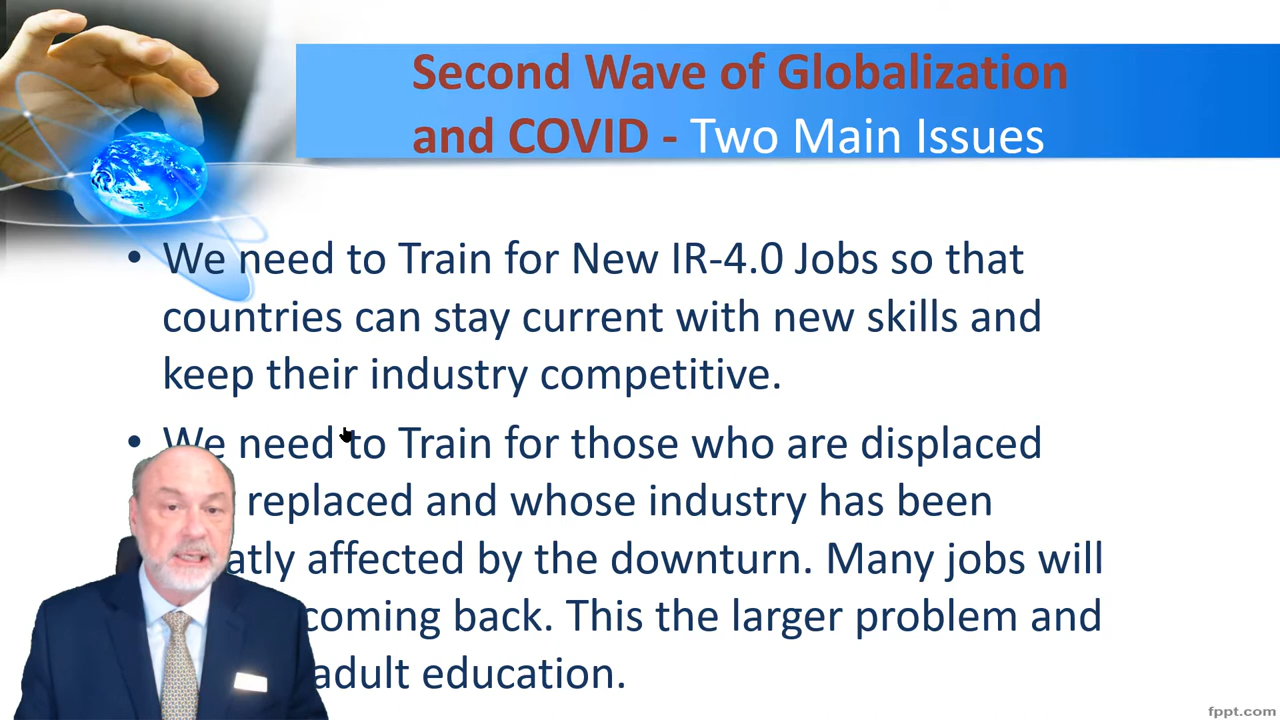 Second Wave of Globalization
and COVID - Two Main Issues
• We need to Train for New IR-4.0 Jobs so that
countries can stay current with new skills and
keep their industry competitive.
• We need to Train for those who are displaced
replaced and whose industry has been
affected by the downturn. Many jobs will
coming back. This the larger problem and
adult education.
fppt.com